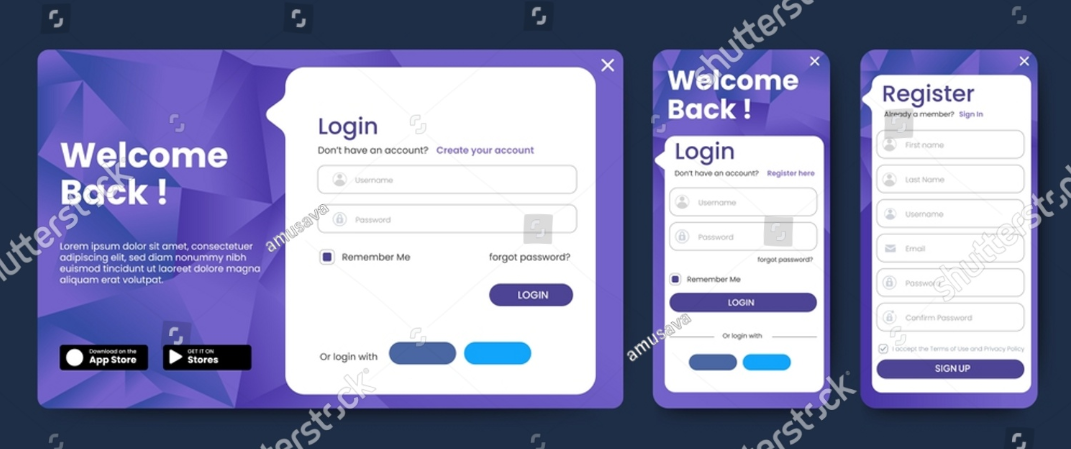 Welcome
Back !
Lorem ipsum dolor sit amet, consectetuer
adipiscing elit, sed diam nonummy nibh
euismod tincidunt ut laoreet dolore magna
aliquam erat volutpat.
Download on the
App Store
GET IT ON
Stores
Login
Don't have an account? Create your account
Username
Password
Remember Me
forgot password?
LOGIN
Or login with
Welcome
Back !
Login
Don't have an account? Register here
Username
Password
forgot password?
Remember Me
LOGIN
Or login with
Register
Already a member? Sign in
First name
Last Name
Username
Email
Password
Confirm Password
I accept the Terms of Use and Privacy Policy
SIGN UP
shutterstock
shutterstock
shutterstock
shutterstock
shutterstock
amusava
amusava